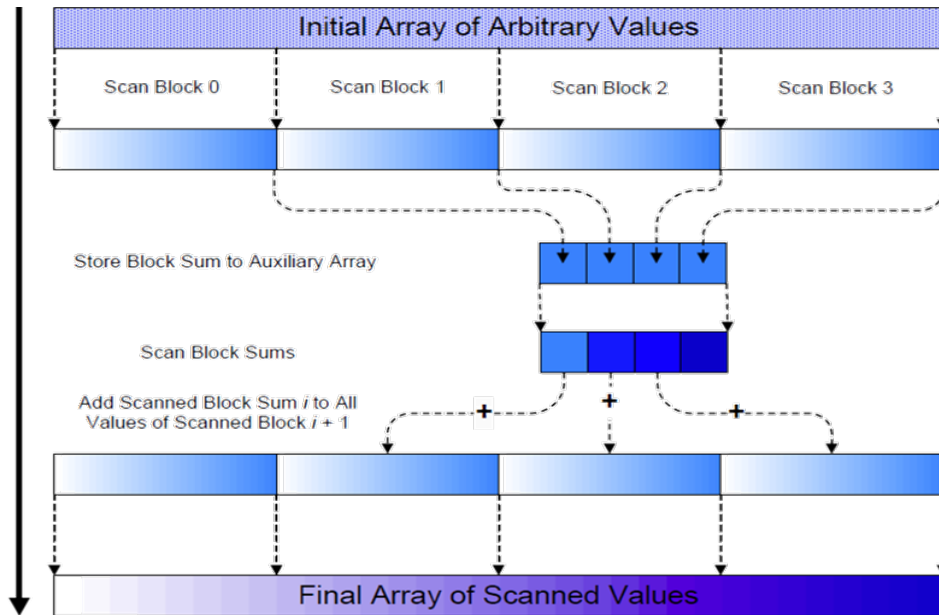 Initial Array of Arbitrary Values
Scan Block 0
Scan Block 1
Scan Block 2
Scan Block 3
Store Block Sum to Auxiliary Array
Scan Block Sums
Add Scanned Block Sum i to All
Values of Scanned Block i + 1
+
+
+
Final Array of Scanned Values